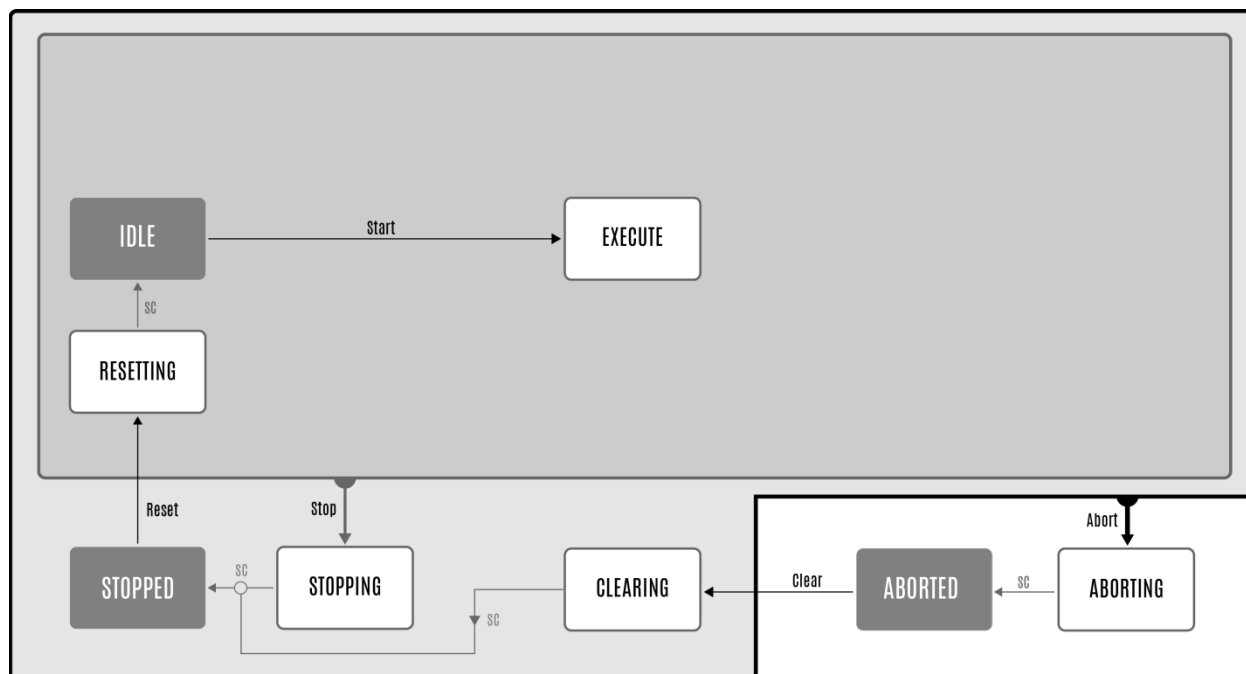 IDLE
Start
EXECUTE
SC
RESETTING
Reset
Stop
Abort
STOPPED
SC
STOPPING
SC
CLEARING
Clear
ABORTED
SC
ABORTING